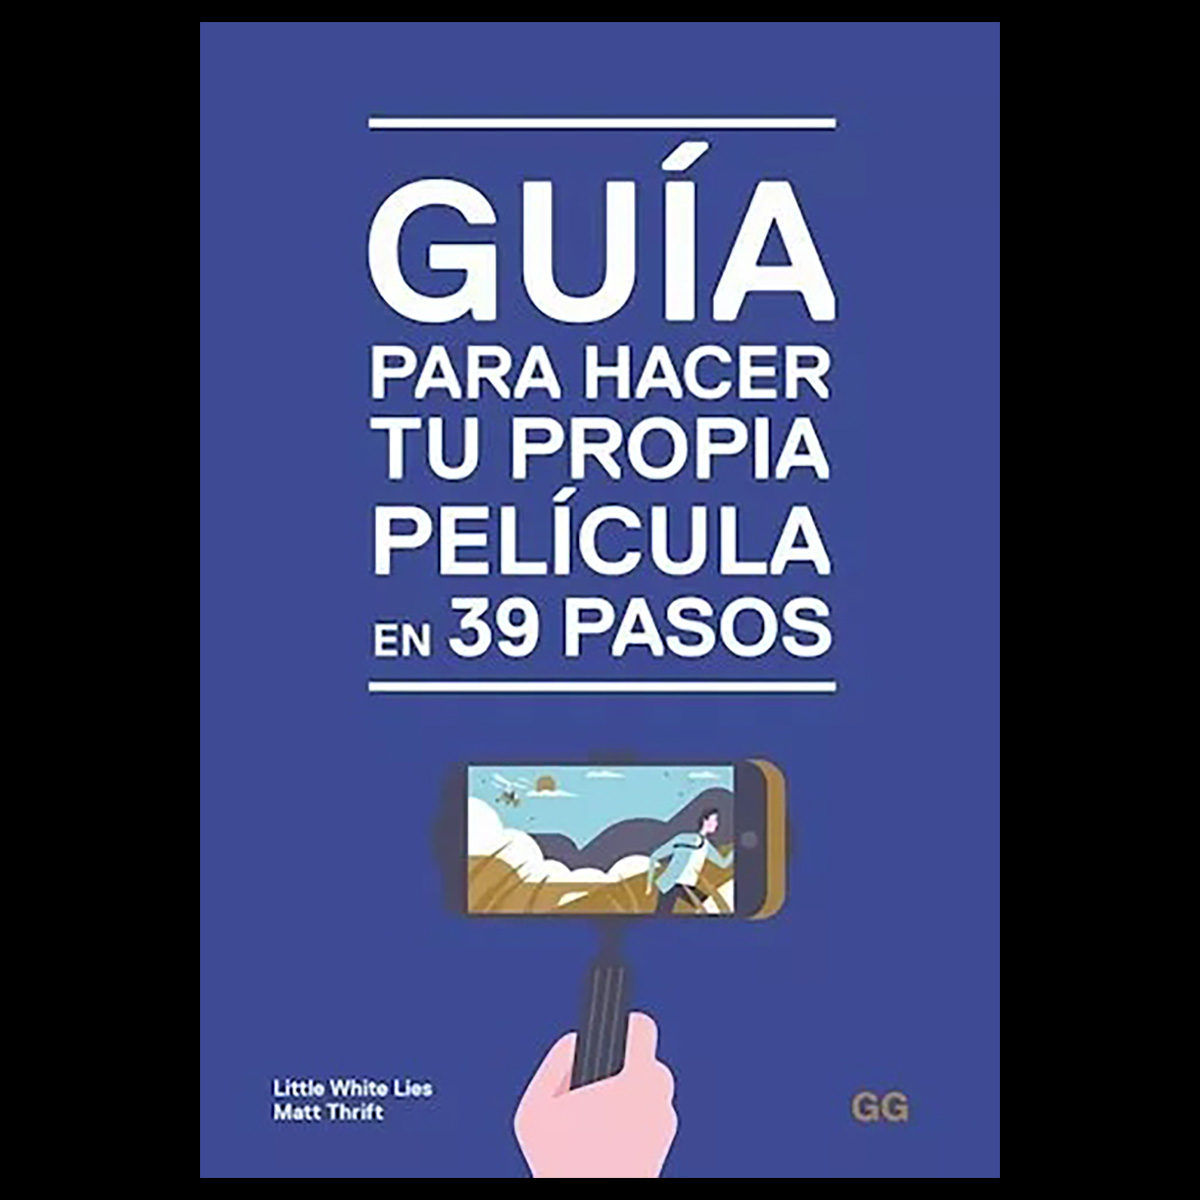 GUÍA
PARA HACER
TU PROPIA
PELÍCULA
EN 39 PASOS
Little White Lies
Matt Thrift
GG